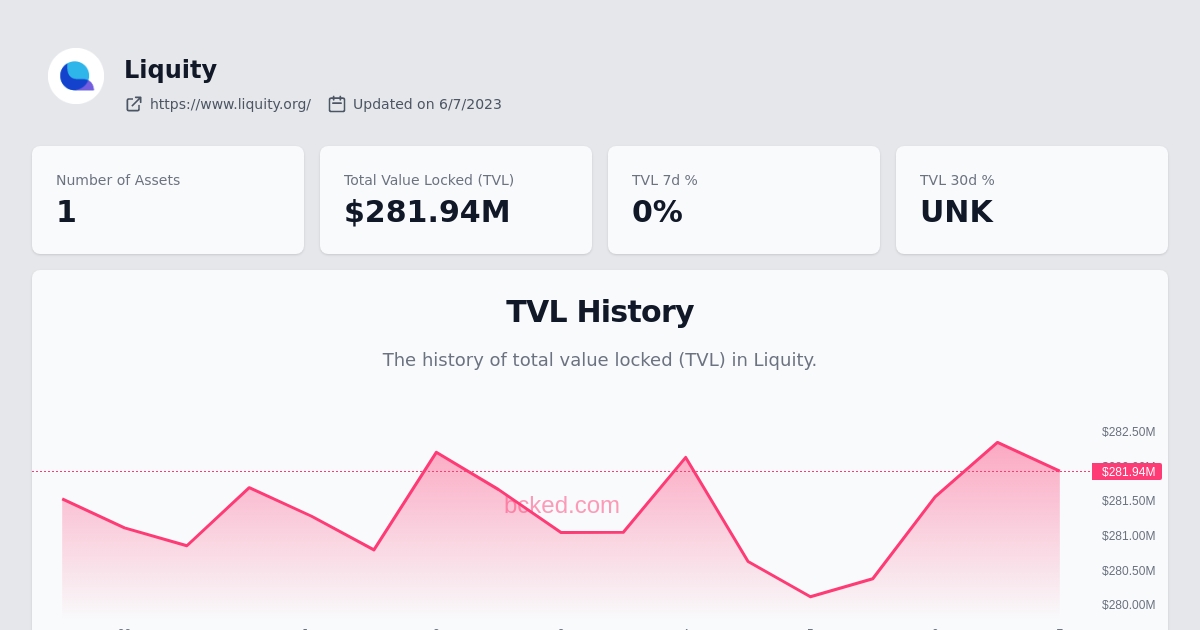 Liquity
https://www.liquity.org/ Updated on 6/7/2023
Number of Assets
1
Total Value Locked (TVL)
$281.94M
TVL 7d %
0%
TVL 30d %
UNK
TVL History
The history of total value locked (TVL) in Liquity.
$282.50M
$281.94M
bcked.com
$281.50M
$281.00M
$280.50M
$280.00M